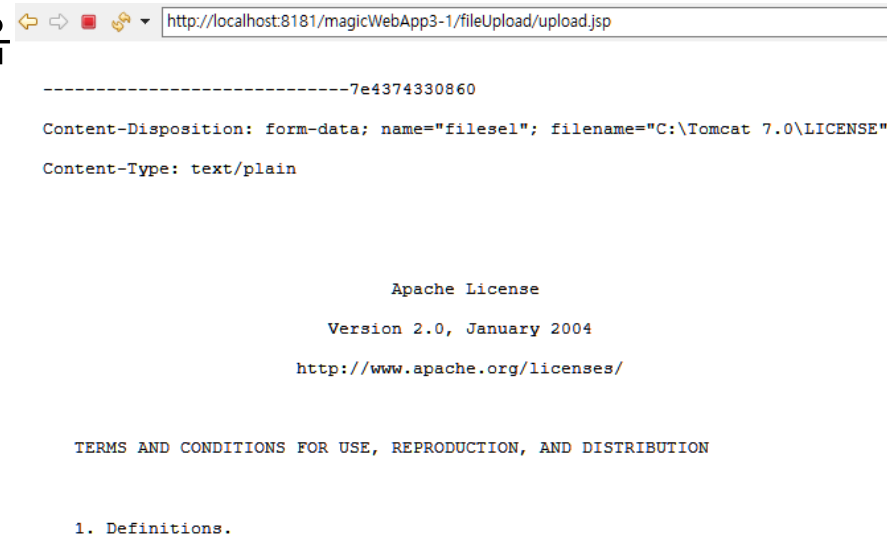 http://localhost:8181/magicWebApp3-1/fileUpload/upload.jsp
-----------------------------7e4374330860
Content-Disposition: form-data; name="filesel"; filename="C:\Tomcat 7.0\LICENSE"
Content-Type: text/plain
Apache License
Version 2.0, January 2004
http://www.apache.org/licenses/
TERMS AND CONDITIONS FOR USE, REPRODUCTION, AND DISTRIBUTION
1. Definitions.